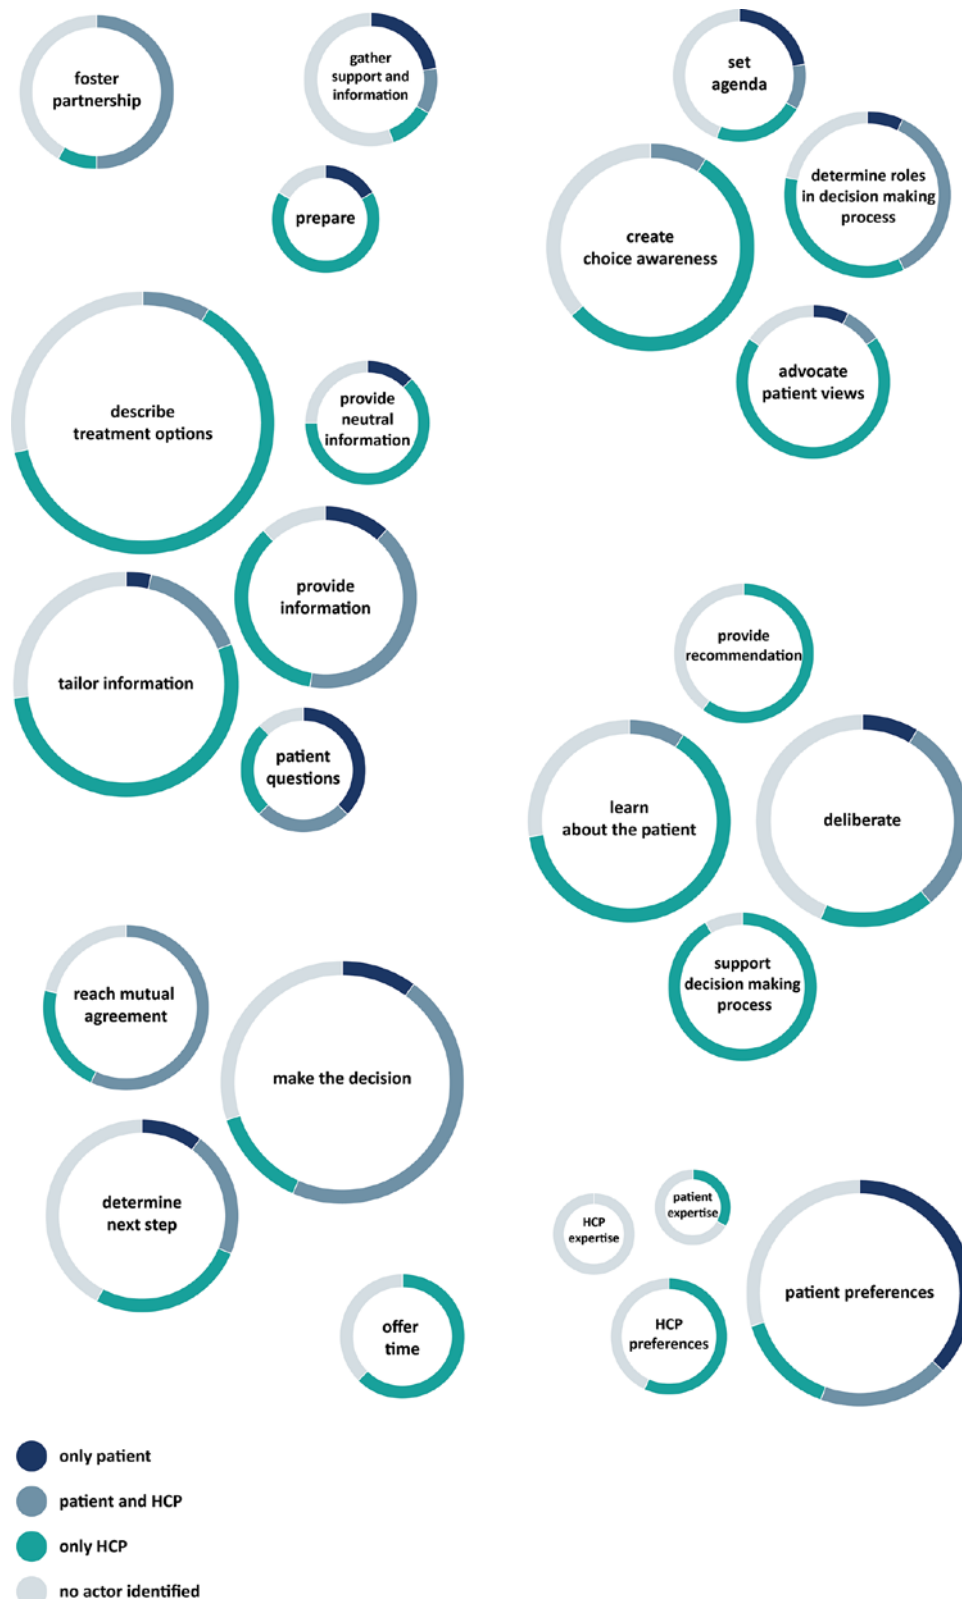 foster
partnership
gather
support and
information
prepare
set
agenda
determine roles
in decision making
process
create
choice awareness
advocate
patient views
describe
treatment options
provide
neutral
information
provide
information
tailor information
patient
questions
provide
recommendation
learn
about the patient
deliberate
support
decision making
process
reach mutual
agreement
make the decision
determine
next step
offer
time
HCP
expertise
patient
expertise
HCP
preferences
patient preferences
only patient
patient and HCP
only HCP
no actor identified